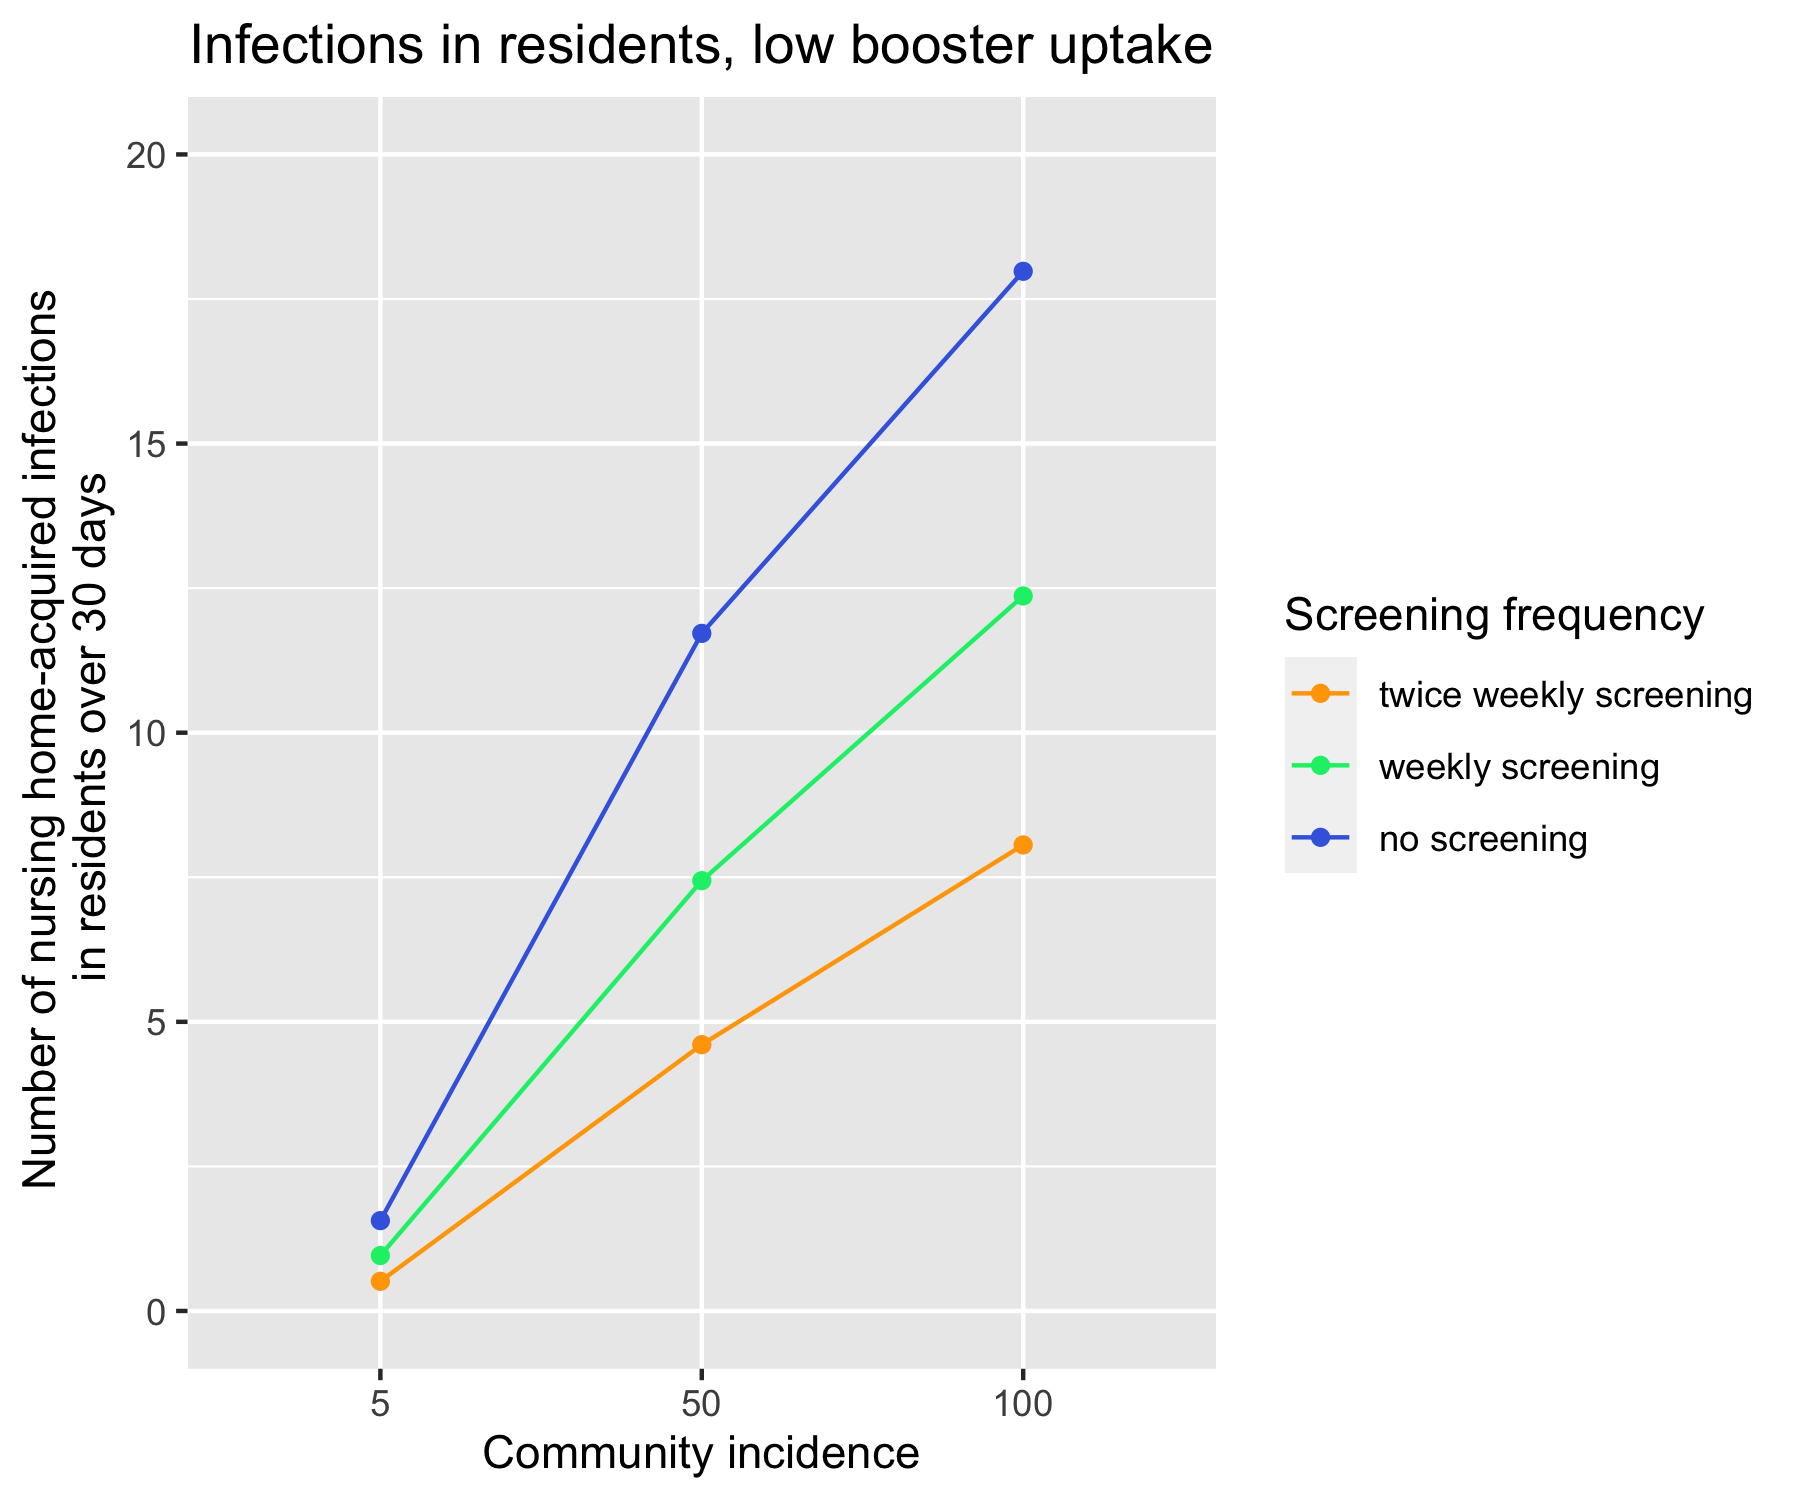 Infections in residents, low booster uptake
Number of nursing home-acquired infections
in residents over 30 days
20
15
10
5
0
5
50
100
Community incidence
Screening frequency
twice weekly screening
weekly screening
no screening